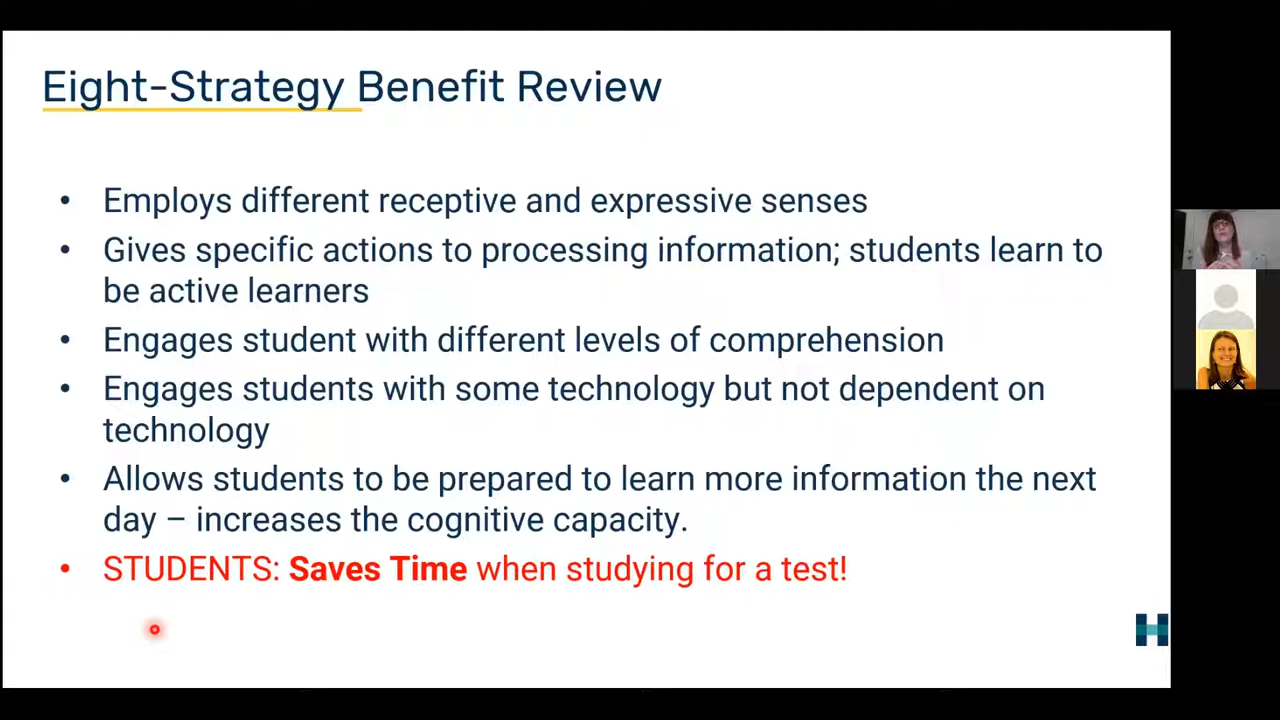 Eight-Strategy Benefit Review
• Employs different receptive and expressive senses
• Gives specific actions to processing information; students learn to
be active learners
• Engages student with different levels of comprehension
• Engages students with some technology but not dependent on
technology
• Allows students to be prepared to learn more information the next
day – increases the cognitive capacity.
• STUDENTS: Saves Time when studying for a test!
H